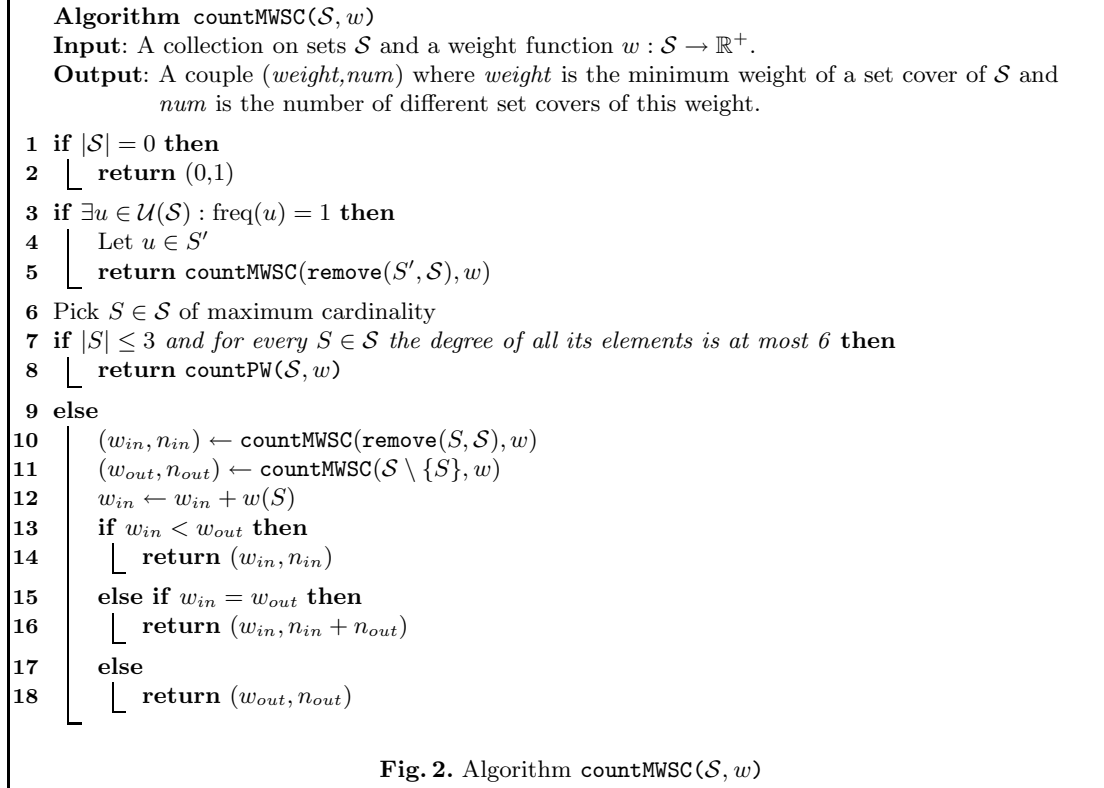 Algorithm countMWSC(𝒮, w)
Input: A collection on sets 𝒮 and a weight function w : 𝒮 → ℝ⁺.
Output: A couple (weight,num) where weight is the minimum weight of a set cover of 𝒮 and
num is the number of different set covers of this weight.
1 if |𝒮| = 0 then
2 return (0,1)
3 if ∃u ∈ 𝒰(𝒮) : freq(u) = 1 then
4 Let u ∈ S′
5 return countMWSC(remove(S′, 𝒮), w)
6 Pick S ∈ 𝒮 of maximum cardinality
7 if |S| ≤ 3 and for every S ∈ 𝒮 the degree of all its elements is at most 6 then
8 return countPW(𝒮, w)
9 else
10 (w_in, n_in) ← countMWSC(remove(S, 𝒮), w)
11 (w_out, n_out) ← countMWSC(𝒮 \ {S}, w)
12 w_in ← w_in + w(S)
13 if w_in < w_out then
14 return (w_in, n_in)
15 else if w_in = w_out then
16 return (w_in, n_in + n_out)
17 else
18 return (w_out, n_out)
Fig. 2. Algorithm countMWSC(𝒮, w)